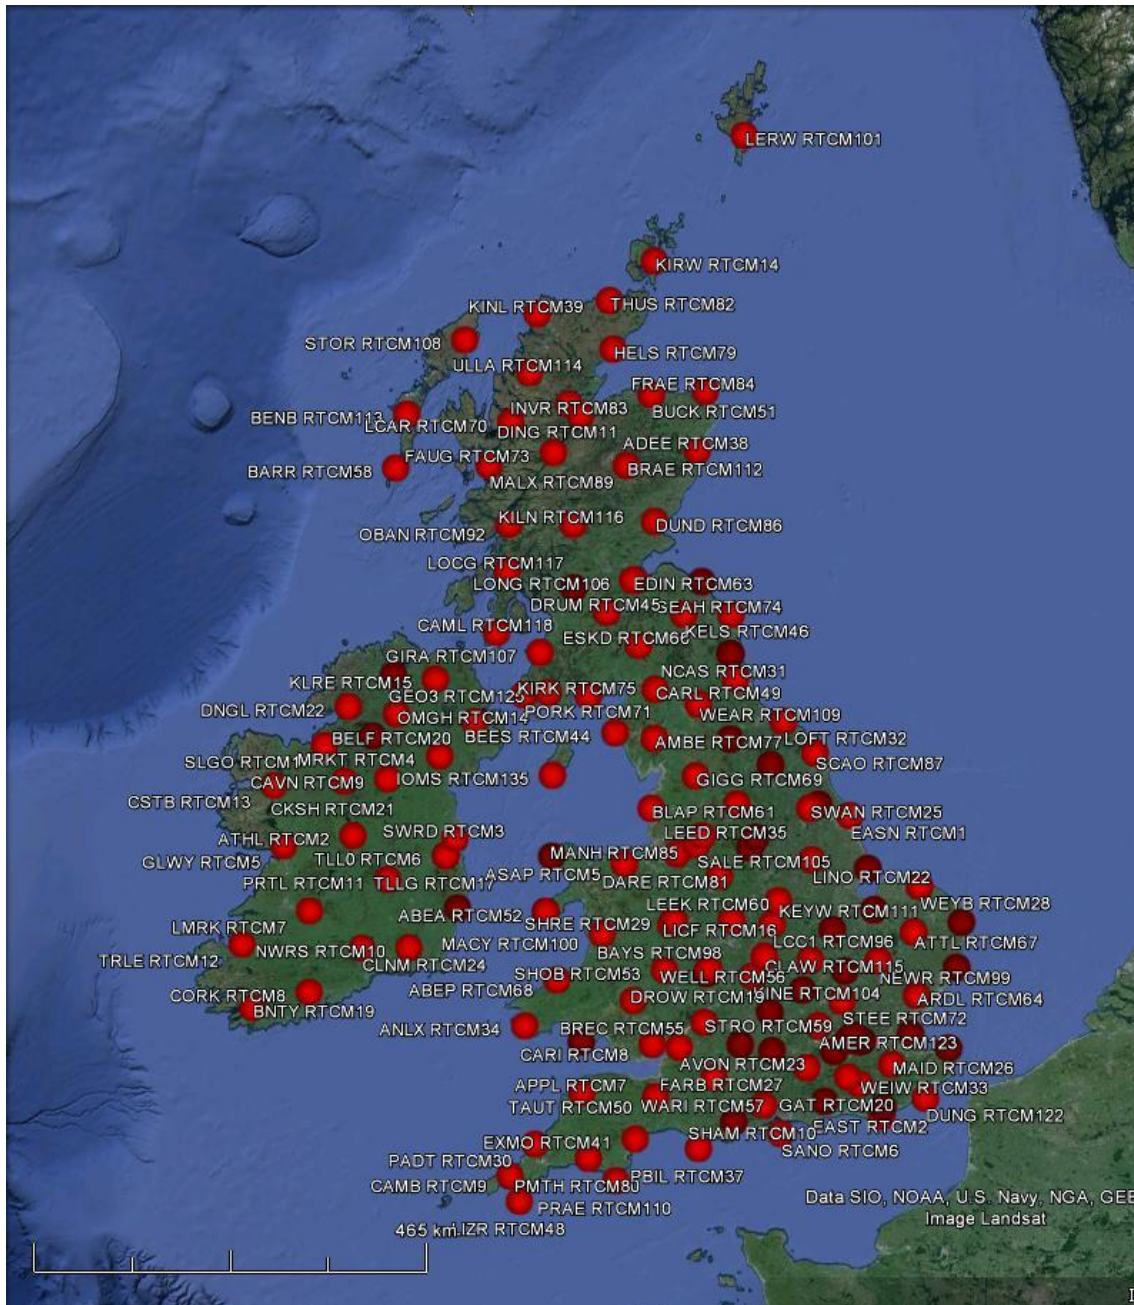 LERW RTCM101
KIRW RTCM14
KINL RTCM39
THUS RTCM82
STOR RTCM108
HELS RTCM79
ULLA RTCM114
FRAE RTCM84
INVR RTCM83
BUCK RTCM51
BENB RTCM113
LCAR RTCM70
DING RTCM11
ADEE RTCM38
FAUG RTCM73
BARR RTCM58
BRAE RTCM112
MALX RTCM89
KILN RTCM116
DUND RTCM86
OBAN RTCM92
LOCG RTCM117
LONG RTCM106
EDIN RTCM63
DRUM RTCM45
SEAH RTCM74
CAML RTCM118
KELS RTCM46
ESKD RTCM60
GIRA RTCM107
NCAS RTCM31
KLRE RTCM15
GEO3 RTCM125
KIRK RTCM75
CARL RTCM49
DNGL RTCM22
OMGH RTCM14
PORK RTCM71
WEAR RTCM109
BELF RTCM20
BEES RTCM44
AMBE RTCM77
LOFT RTCM32
SLGO RTCM1
MRKT RTCM4
SCAO RTCM87
CAVN RTCM9
IOMS RTCM135
GIGG RTCM69
CSTB RTCM13
CKSH RTCM21
BLAP RTCM61
SWAN RTCM25
ATHL RTCM2
SWRD RTCM3
LEED RTCM35
EASN RTCM1
GLWY RTCM5
TLL0 RTCM6
MANH RTCM85
SALE RTCM105
ASAP RTCM5
PRTL RTCM11
TLLG RTCM17
DARE RTCM81
LINO RTCM22
ABEA RTCM52
LEEK RTCM60
WEYB RTCM28
LMRK RTCM7
SHRE RTCM29
KEYW RTCM111
LICF RTCM16
ATTL RTCM67
NWRS RTCM10
MACY RTCM100
LCC1 RTCM96
TRLE RTCM12
CLNM RTCM24
BAYS RTCM98
CLAW RTCM115
SHOB RTCM53
WELL RTCM56
NEWR RTCM99
ABEP RTCM68
CORK RTCM8
DROW RTCM19
RTCM104
ARDL RTCM64
BNTY RTCM19
STEE RTCM72
ANLX RTCM34
BREC RTCM55
STRO RTCM59
AMER RTCM123
CARI RTCM8
AVON RTCM23
MAID RTCM26
APPL RTCM7
FARB RTCM27
WEIW RTCM33
TAUT RTCM50
WARI RTCM57
GAT RTCM20
DUNG RTCM122
EAST RTCM2
EXMO RTCM41
SHAM RTCM10
SANO RTCM6
PADT RTCM30
PBIL RTCM37
CAMB RTCM9
PMTH RTCM80
Data SIO, NOAA, U.S. Navy, NGA, GEB
PRAE RTCM110
Image Landsat
465 km
LIZR RTCM48